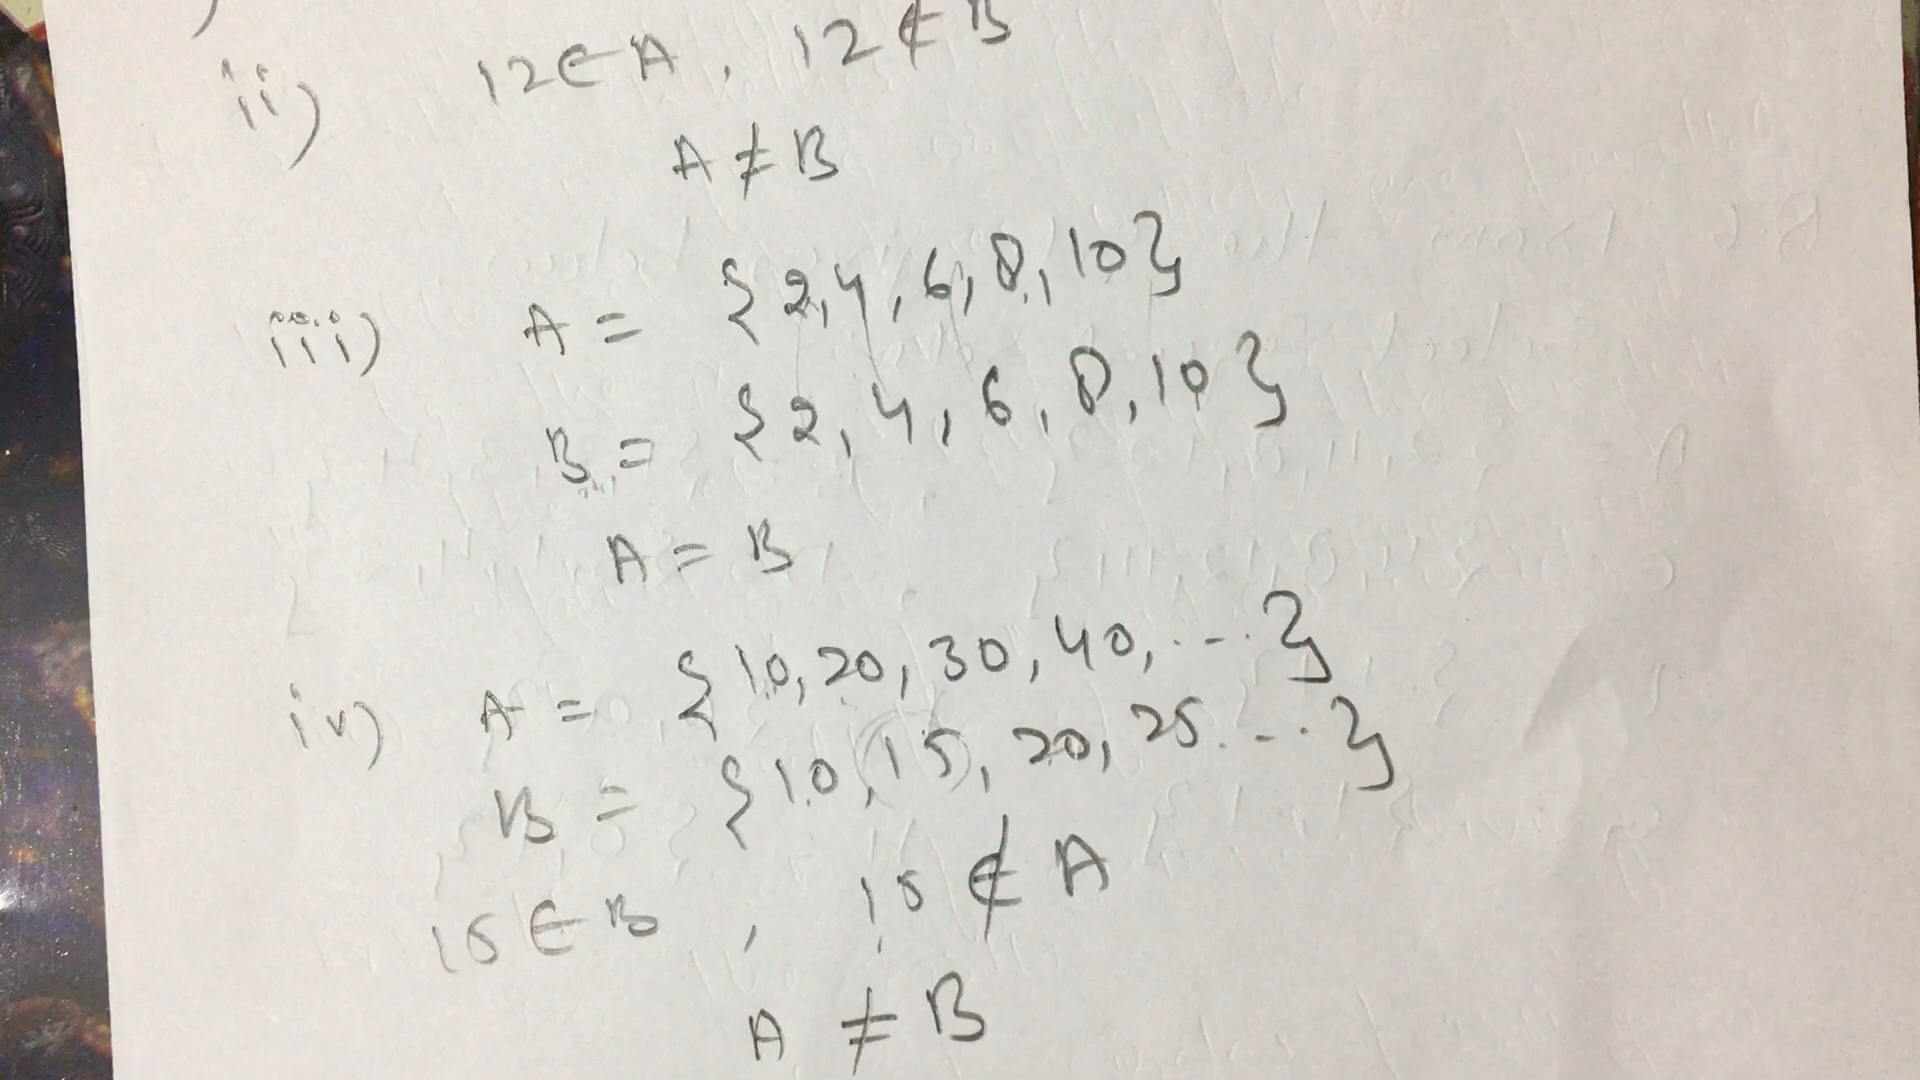 ii) 12 ∈ A, 12 ∉ B
A ≠ B
iii) A = {2,4,6,8,10}
B = {2,4,6,8,10}
A = B
iv) A = {10,20,30,40,...}
B = {10,15,20,25...}
15 ∈ B, 15 ∉ A
A ≠ B